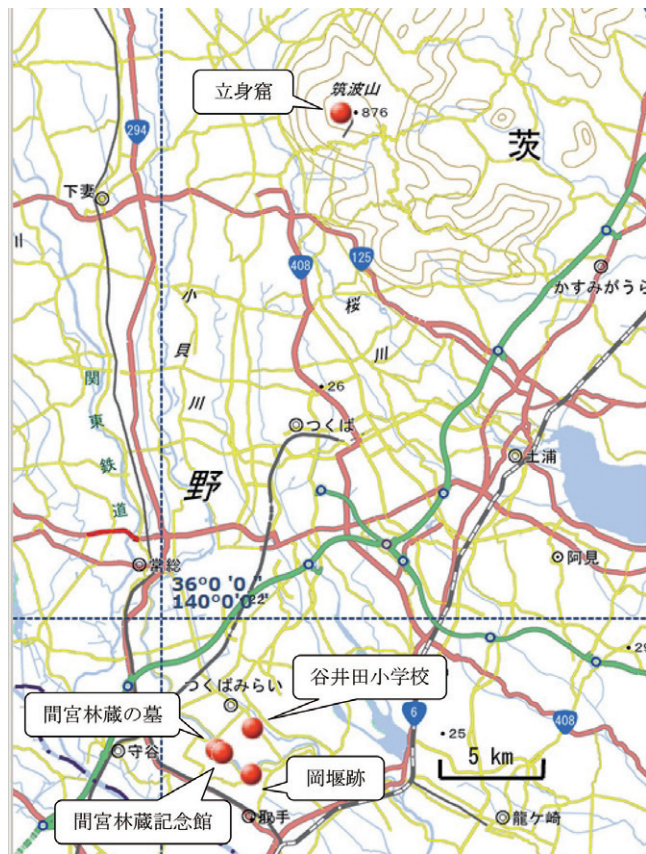 筑波山
立身窟
876
茨
294
下妻
川
408
125
かすみがうら
小貝川
桜川
26
関東鉄道
つくば
土浦
野
常総
阿見
36°0'0"
140°0'0"
22
29
谷井田小学校
つくばみらい
間宮林蔵の墓
6
408
25
守谷
5 km
岡堰跡
間宮林蔵記念館
取手
龍ケ崎